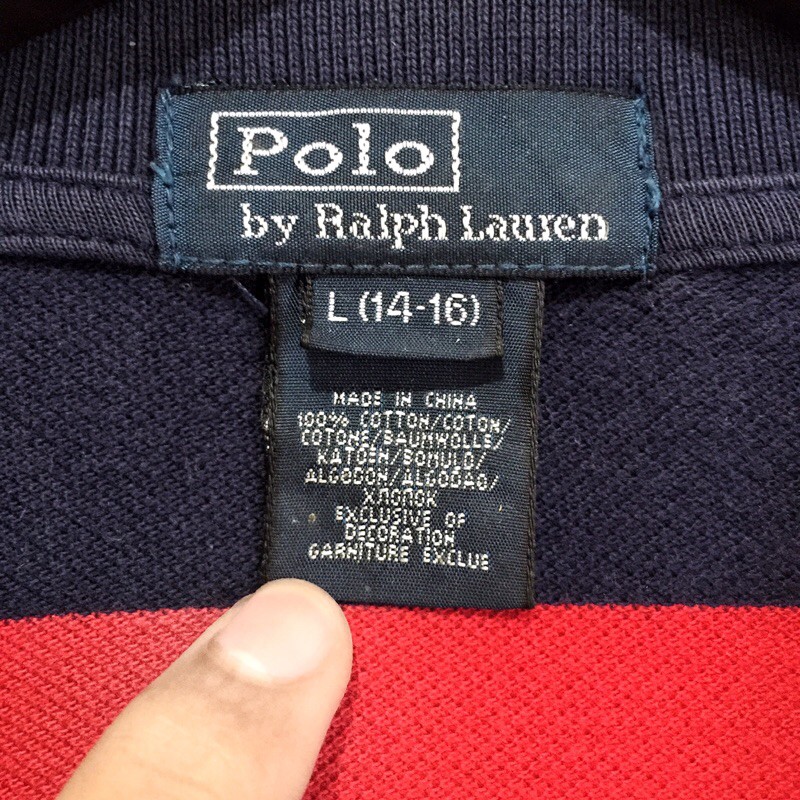 Polo
by Ralph Lauren
L (14-16)
MADE IN CHINA
100% COTTON/COTON/
COTONE/BAUMWOLLE/
KATOEN/BOMULD/
ALGODON/ALGODAO/
ХЛОПОК
EXCLUSIVE OF
DECORATION
GARNITURE EXCLUE